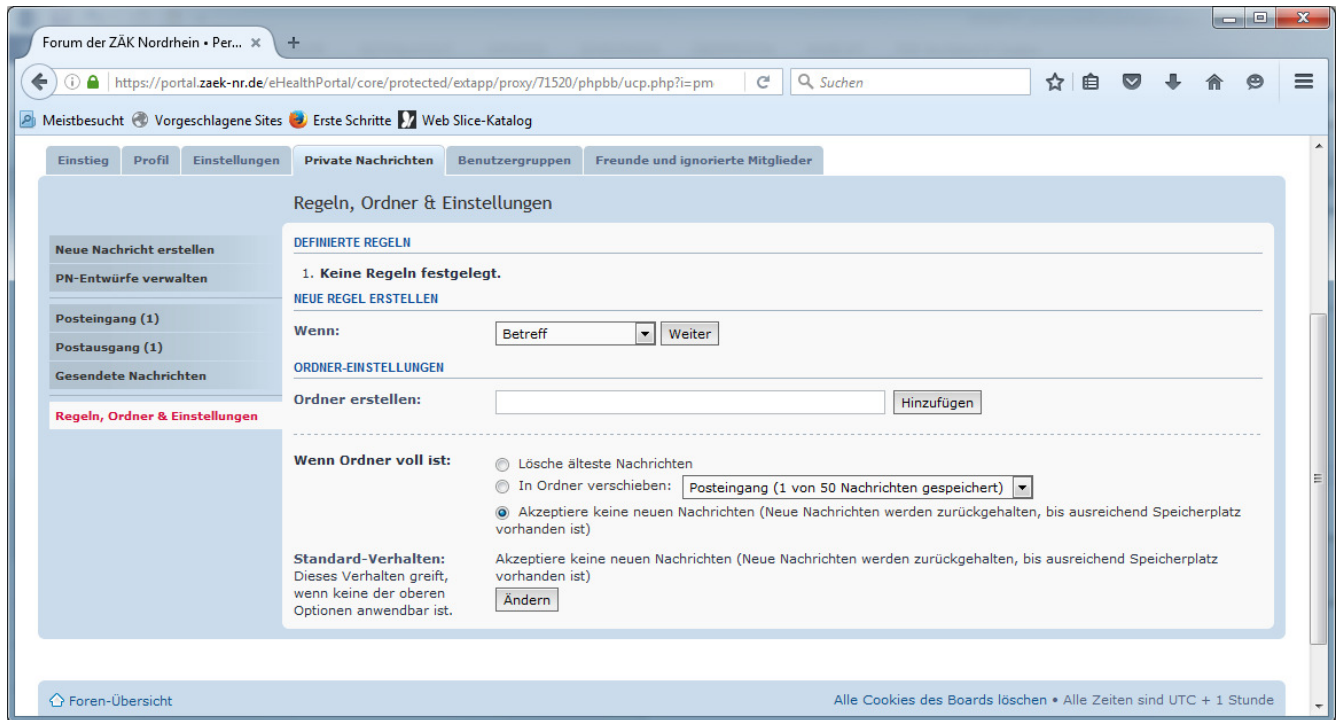 Forum der ZÄK Nordrhein • Per...
https://portal.zaek-nr.de/eHealthPortal/core/protected/extapp/proxy/71520/phpbb/ucp.php?i=pm
Suchen
Meistbesucht Vorgeschlagene Sites Erste Schritte Web Slice-Katalog
Einstieg Profil Einstellungen Private Nachrichten Benutzergruppen Freunde und ignorierte Mitglieder
Regeln, Ordner & Einstellungen
Neue Nachricht erstellen
PN-Entwürfe verwalten
Posteingang (1)
Postausgang (1)
Gesendete Nachrichten
Regeln, Ordner & Einstellungen
DEFINIERTE REGELN
1. Keine Regeln festgelegt.
NEUE REGEL ERSTELLEN
Wenn: Betreff Weiter
ORDNER-EINSTELLUNGEN
Ordner erstellen: Hinzufügen
Wenn Ordner voll ist: Lösche älteste Nachrichten
In Ordner verschieben: Posteingang (1 von 50 Nachrichten gespeichert)
Akzeptiere keine neuen Nachrichten (Neue Nachrichten werden zurückgehalten, bis ausreichend Speicherplatz
vorhanden ist)
Standard-Verhalten:
Dieses Verhalten greift,
wenn keine der oberen
Optionen anwendbar ist.
Akzeptiere keine neuen Nachrichten (Neue Nachrichten werden zurückgehalten, bis ausreichend Speicherplatz
vorhanden ist)
Ändern
Foren-Übersicht
Alle Cookies des Boards löschen • Alle Zeiten sind UTC + 1 Stunde